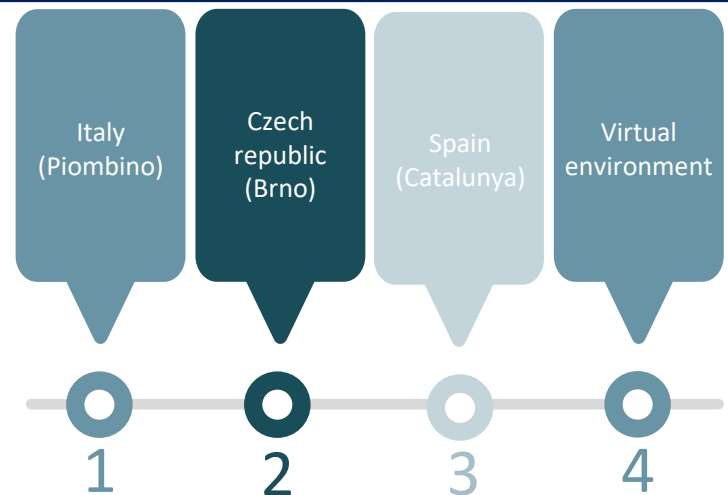 Italy
(Piombino)
Czech
republic
(Brno)
Spain
(Catalunya)
Virtual
environment
1
2
3
4